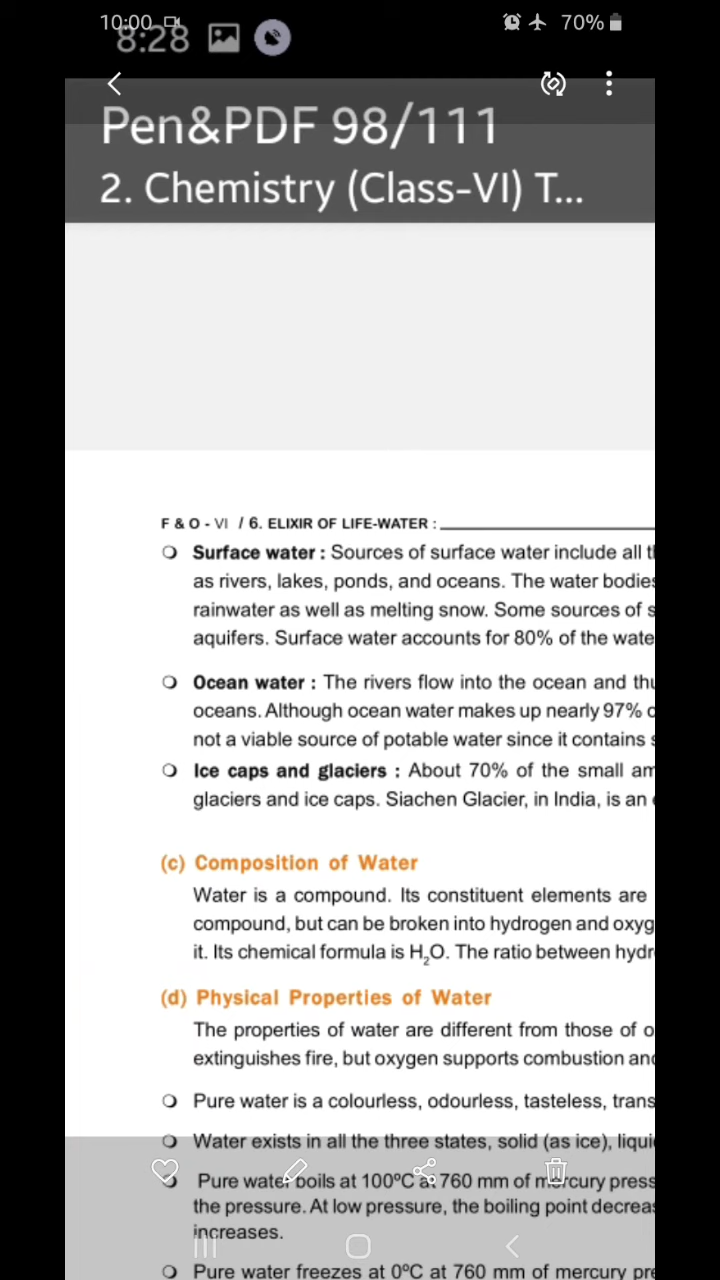 10:00 70%
8:28
Pen&PDF 98/111
2. Chemistry (Class-VI) T...
F & O - VI / 6. ELIXIR OF LIFE-WATER :
Surface water : Sources of surface water include all t
as rivers, lakes, ponds, and oceans. The water bodies
rainwater as well as melting snow. Some sources of s
aquifers. Surface water accounts for 80% of the wate
Ocean water : The rivers flow into the ocean and thu
oceans. Although ocean water makes up nearly 97% o
not a viable source of potable water since it contains s
Ice caps and glaciers : About 70% of the small am
glaciers and ice caps. Siachen Glacier, in India, is an
(c) Composition of Water
Water is a compound. Its constituent elements are
compound, but can be broken into hydrogen and oxyg
it. Its chemical formula is H₂O. The ratio between hydr
(d) Physical Properties of Water
The properties of water are different from those of o
extinguishes fire, but oxygen supports combustion and
Pure water is a colourless, odourless, tasteless, trans
Water exists in all the three states, solid (as ice), liqui
Pure water boils at 100ºC at 760 mm of mercury press
the pressure. At low pressure, the boiling point decreas
increases.
Pure water freezes at 0ºC at 760 mm of mercury pre